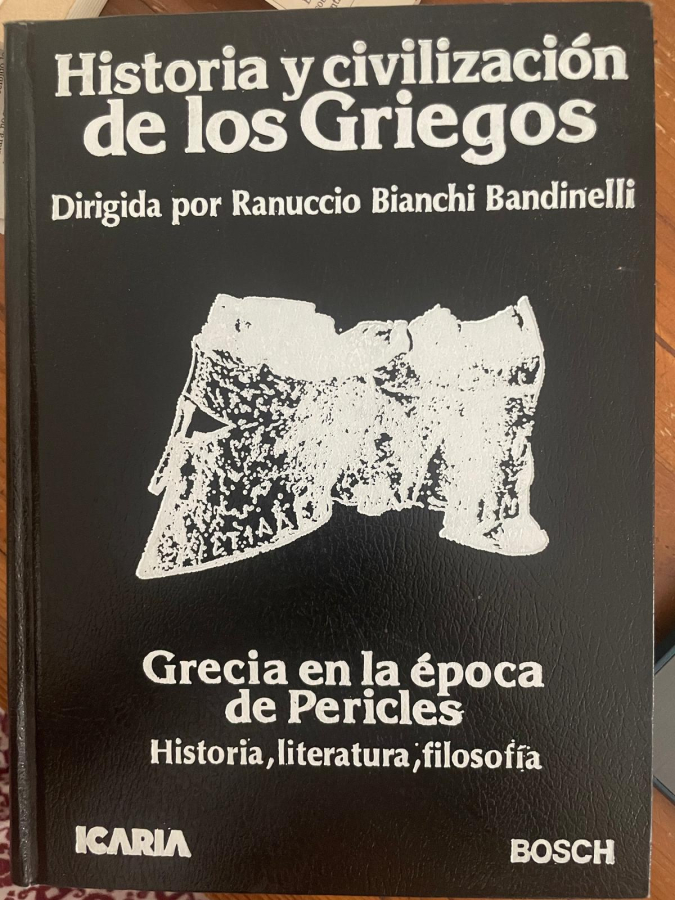 Historia y civilización
de los Griegos
Dirigida por Ranuccio Bianchi Bandinelli
Grecia en la época
de Pericles
Historia, literatura, filosofía
ICARIA
BOSCH